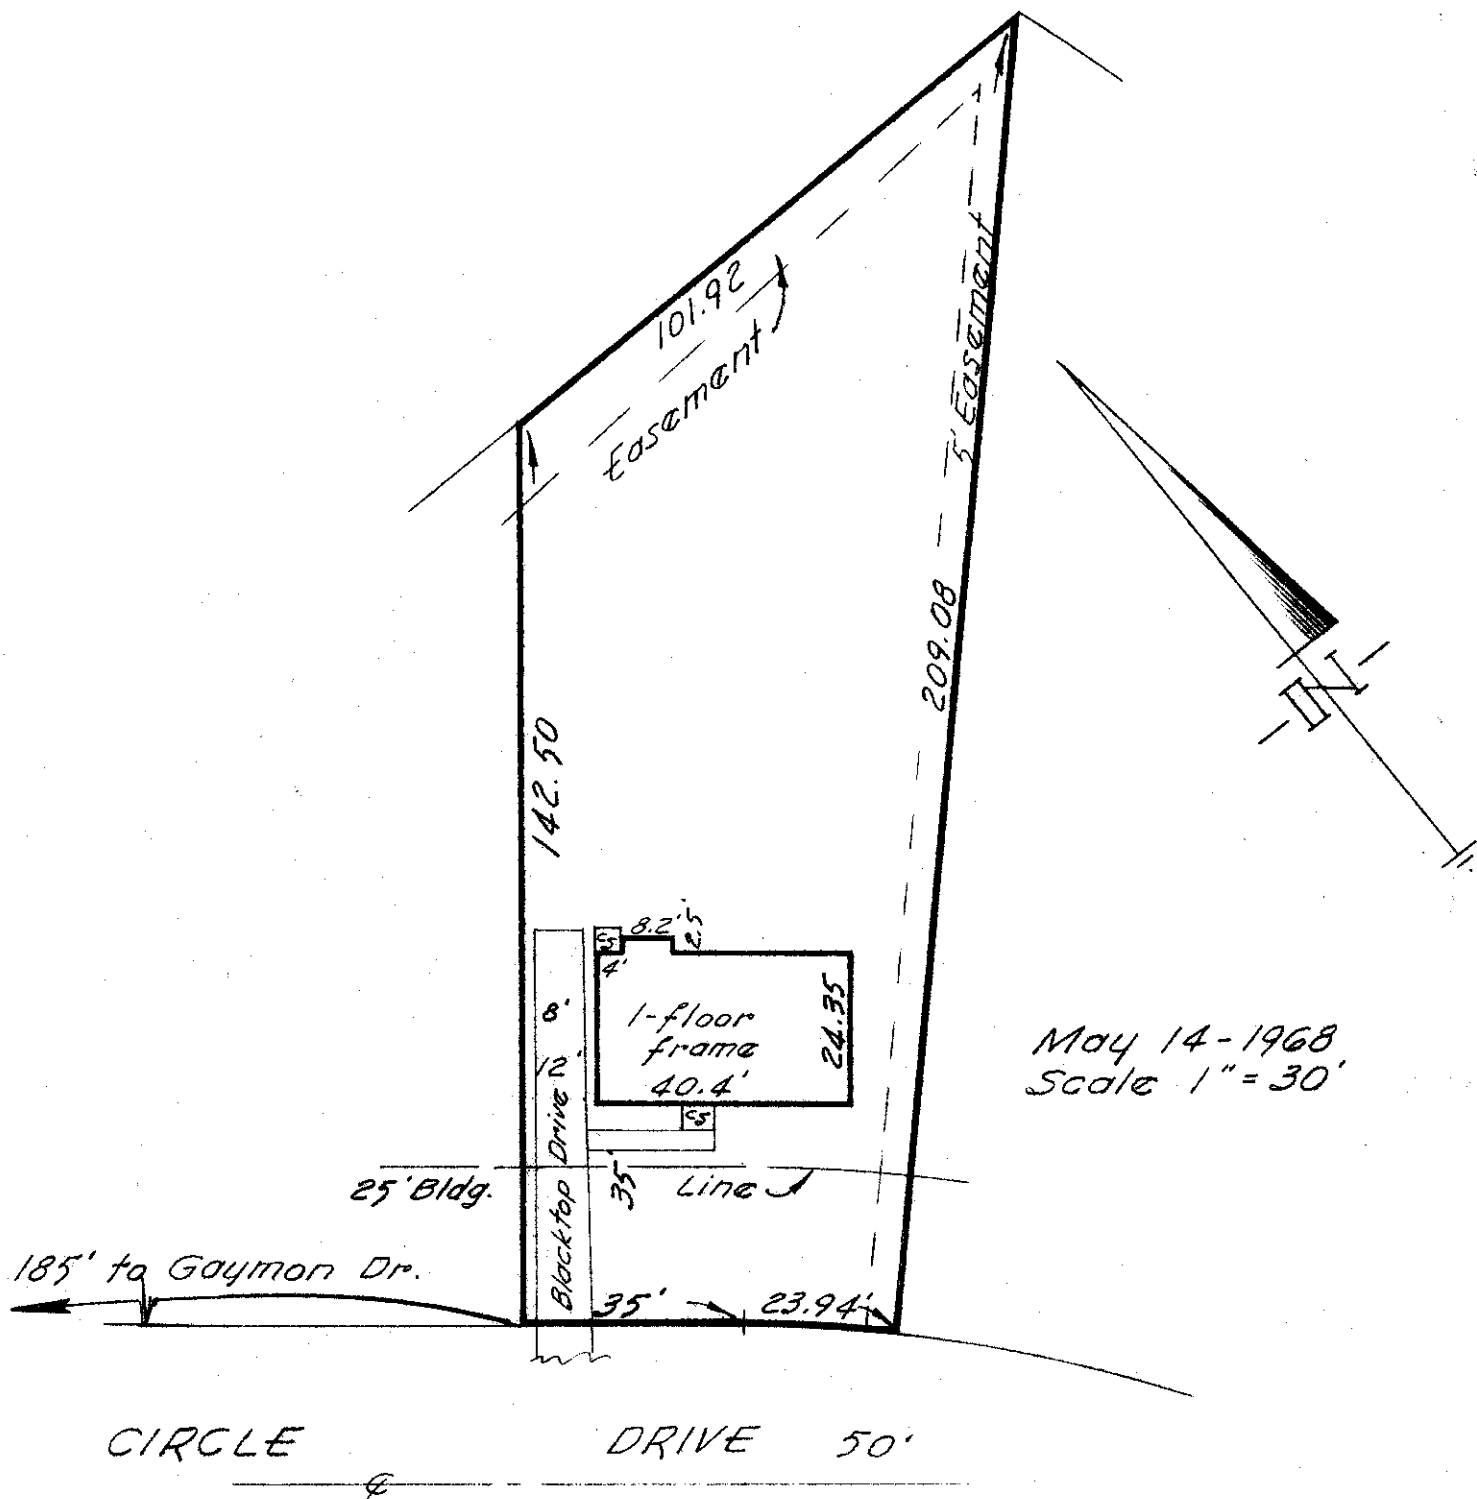 101.92
Easement
5' Easement
209.08
142.50
N
8.2'
2.5'
4'
8'
1-floor
frame
24.35
12'
40.4'
May 14-1968
Scale 1"=30'
Blacktop Drive
35'
25' Bldg. Line
185' to Gaymon Dr.
35'
23.94'
CIRCLE DRIVE 50'